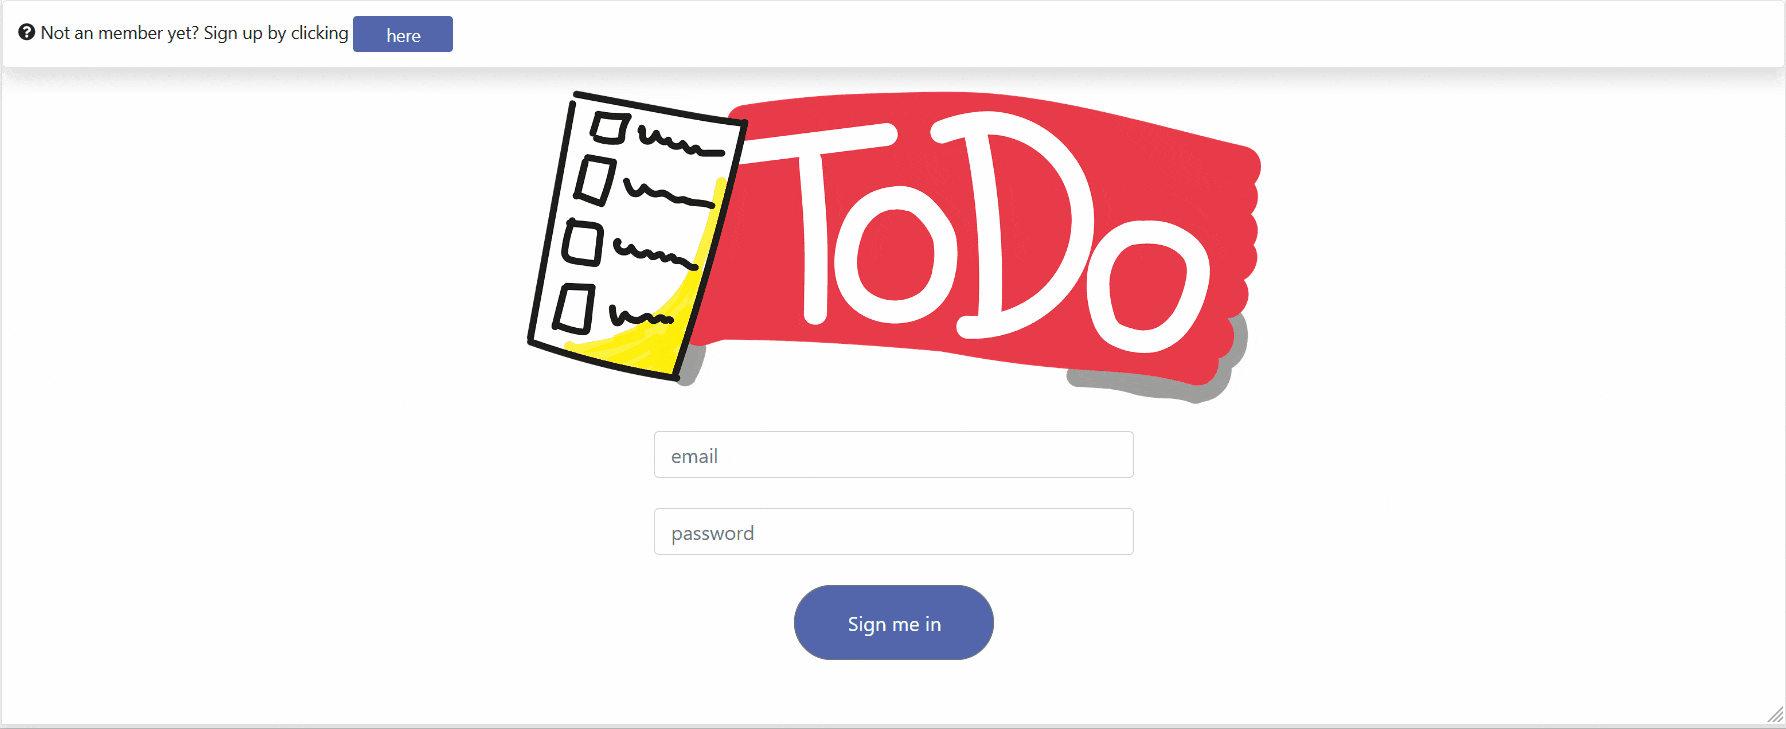 Not an member yet? Sign up by clicking here
ToDo
email
password
Sign me in